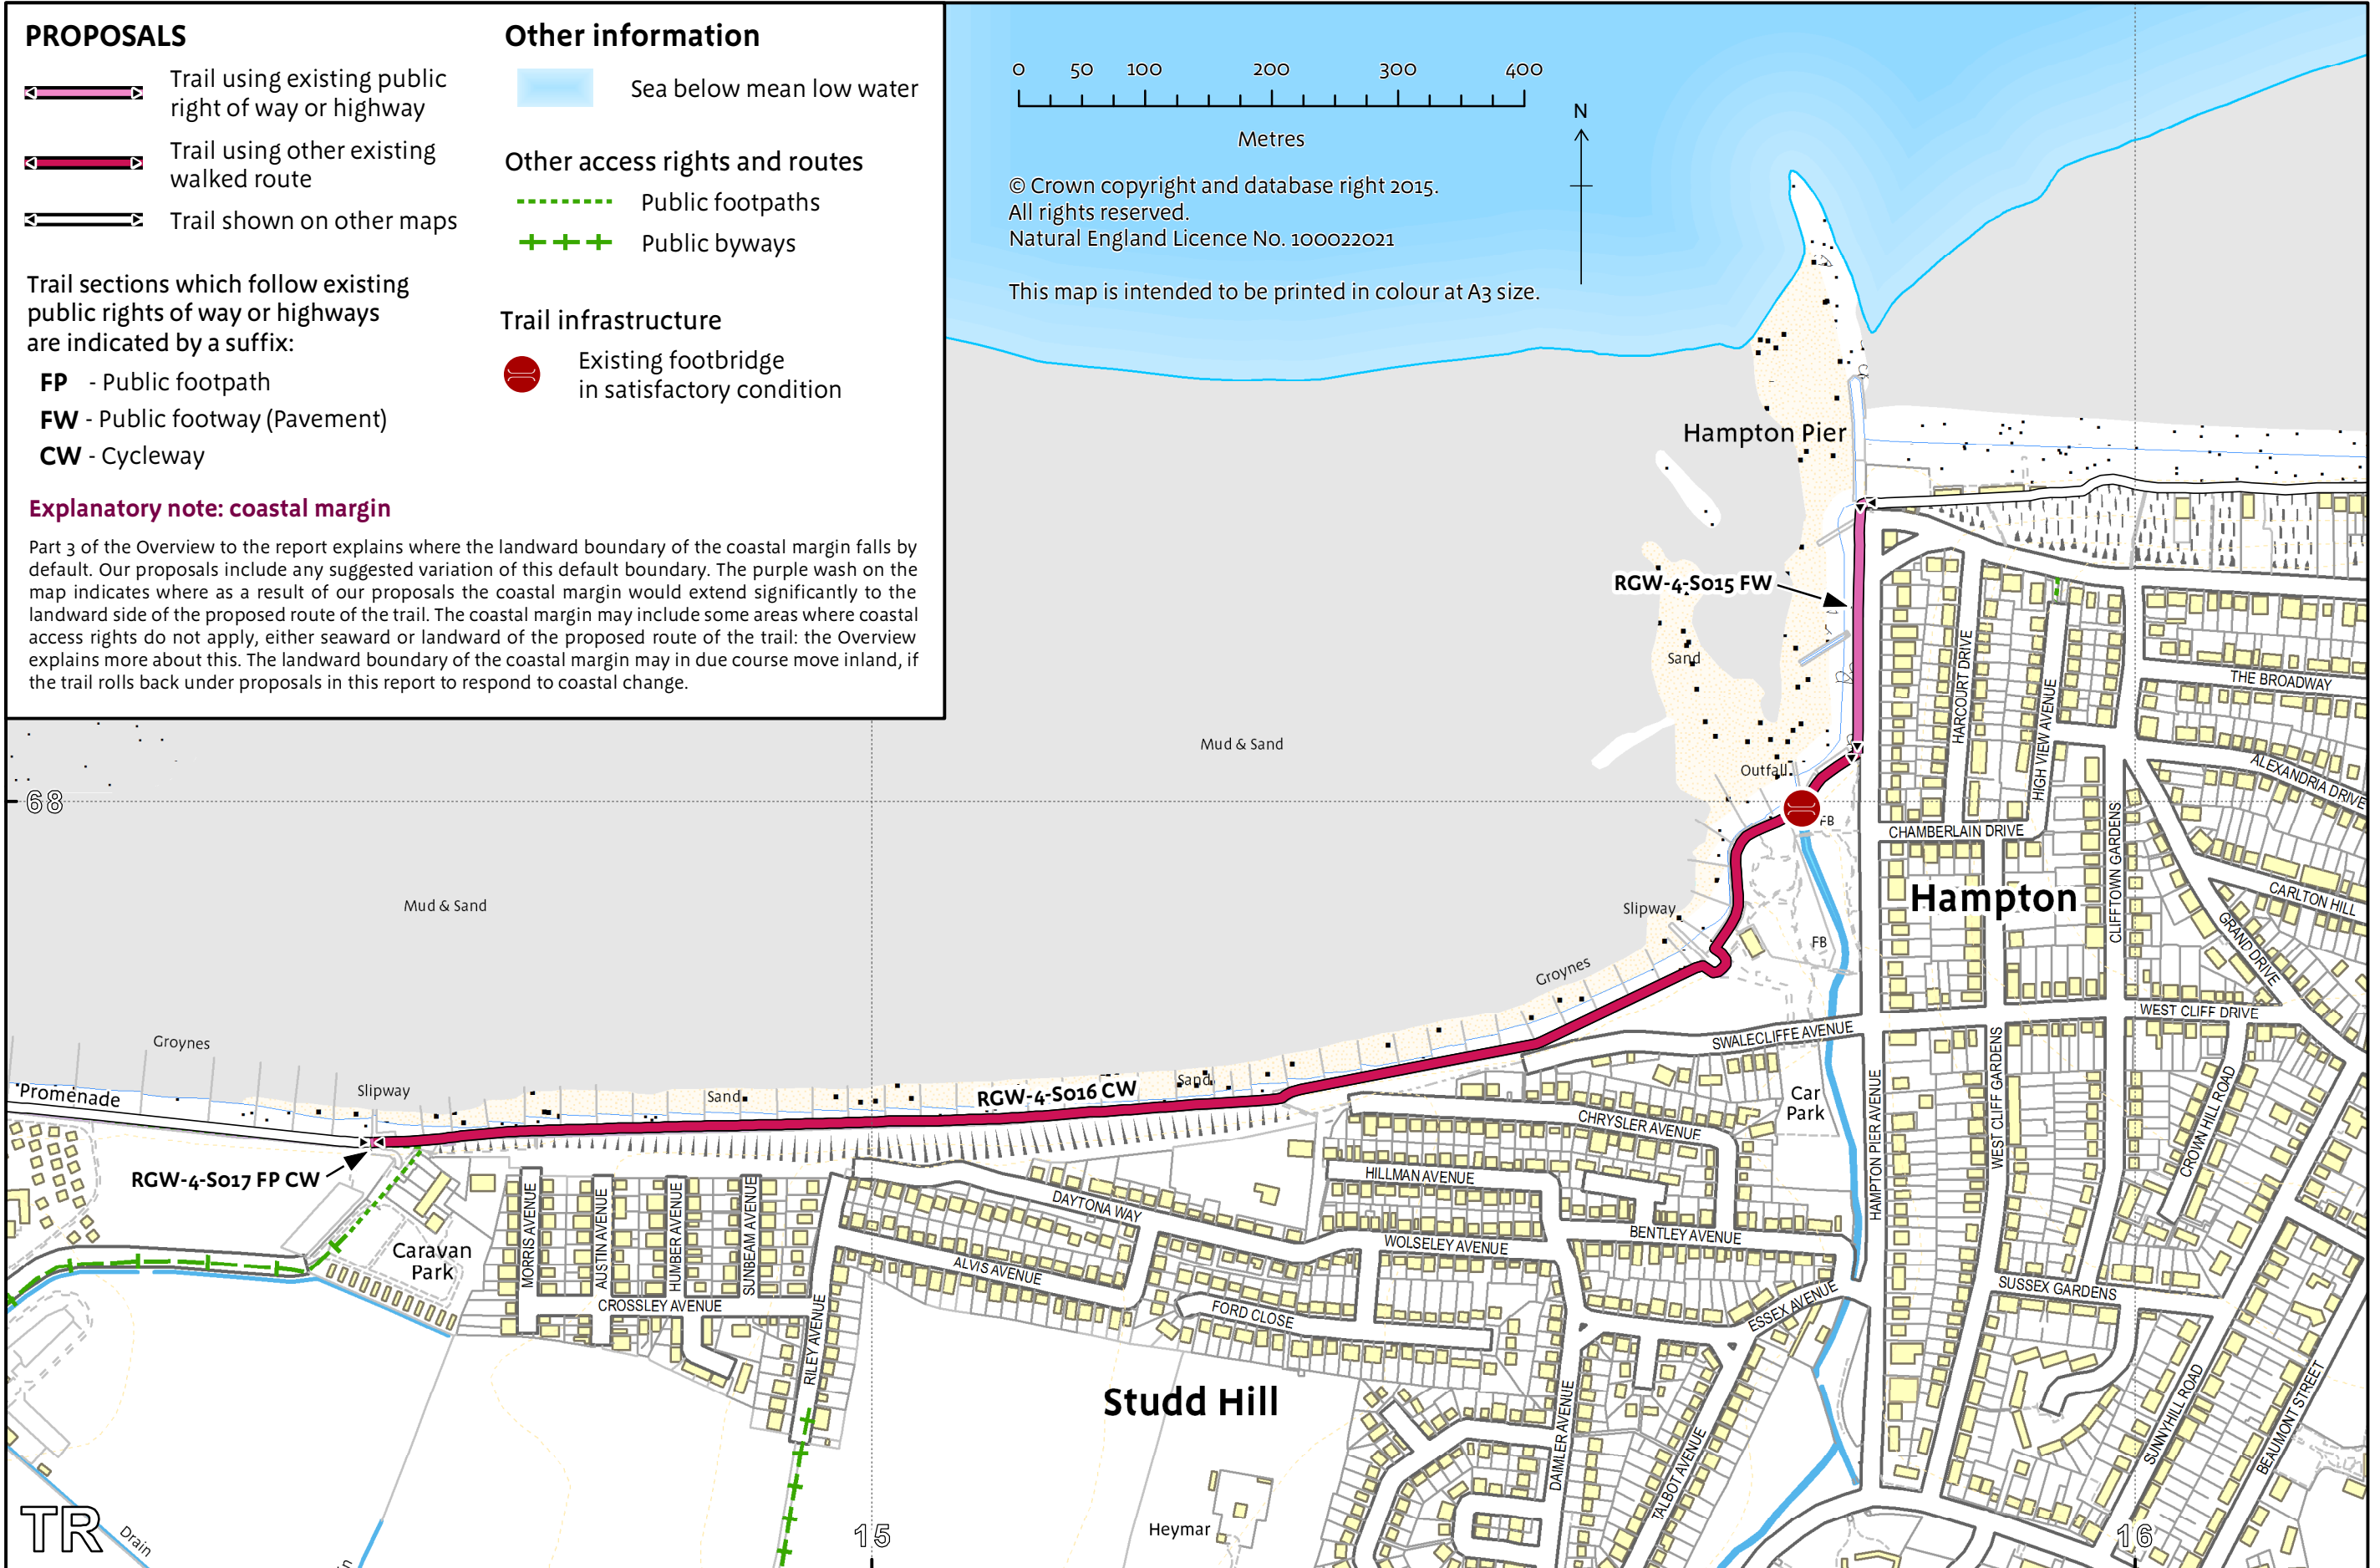 PROPOSALS
Trail using existing public
right of way or highway
Trail using other existing
walked route
Trail shown on other maps
Trail sections which follow existing
public rights of way or highways
are indicated by a suffix:
FP - Public footpath
FW - Public footway (Pavement)
CW - Cycleway
Other information
Sea below mean low water
Other access rights and routes
Public footpaths
Public byways
Trail infrastructure
Existing footbridge
in satisfactory condition
Explanatory note: coastal margin
Part 3 of the Overview to the report explains where the landward boundary of the coastal margin falls by
default. Our proposals include any suggested variation of this default boundary. The purple wash on the
map indicates where as a result of our proposals the coastal margin would extend significantly to the
landward side of the proposed route of the trail. The coastal margin may include some areas where coastal
access rights do not apply, either seaward or landward of the proposed route of the trail: the Overview
explains more about this. The landward boundary of the coastal margin may in due course move inland, if
the trail rolls back under proposals in this report to respond to coastal change.
0 50 100 200 300 400
Metres
N
© Crown copyright and database right 2015.
All rights reserved.
Natural England Licence No. 100022021
This map is intended to be printed in colour at A3 size.
Hampton Pier
RGW-4-S015 FW
Sand
HARCOURT DRIVE
HIGH VIEW AVENUE
THE BROADWAY
Mud & Sand
Outfall
ALEXANDRIA DRIVE
68
FB
CHAMBERLAIN DRIVE
CLIFFTOWN GARDENS
Mud & Sand
Slipway
Hampton
CARLTON HILL
FB
GRAND DRIVE
Groynes
WEST CLIFF DRIVE
SWALECLIFFE AVENUE
Groynes
Promenade
Slipway
Sand
RGW-4-S016 CW
Sand
Car
Park
CHRYSLER AVENUE
HAMPTON PIER AVENUE
WEST CLIFF GARDENS
CROWN HILL ROAD
RGW-4-S017 FP CW
HILLMAN AVENUE
MORRIS AVENUE
AUSTIN AVENUE
HUMBER AVENUE
SUNBEAM AVENUE
DAYTONA WAY
BENTLEY AVENUE
WOLSELEY AVENUE
Caravan
Park
ALVIS AVENUE
SUSSEX GARDENS
CROSSLEY AVENUE
FORD CLOSE
ESSEX AVENUE
RILEY AVENUE
Studd Hill
DAIMLER AVENUE
TALBOT AVENUE
SUNNYHILL ROAD
BEAUMONT STREET
TR
Drain
15
Heymar
16